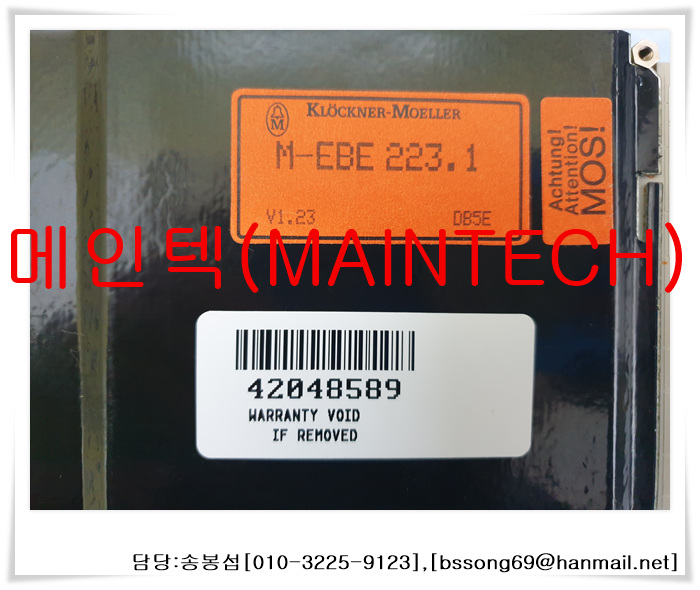 KLÖCKNER-MOELLER
M
M-EBE 223.1
V1.23 D85E
Achtung!
Attention!
MOS!
메인텍(MAINTECH)
42048589
WARRANTY VOID
IF REMOVED
담당:송봉섭[010-3225-9123],[bssong69@hanmail.net]